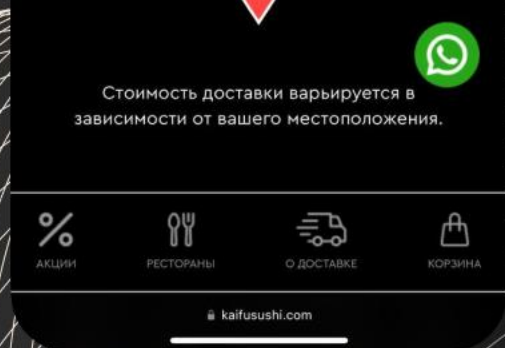 Стоимость доставки варьируется в
зависимости от вашего местоположения.
АКЦИИ
РЕСТОРАНЫ
О ДОСТАВКЕ
КОРЗИНА
kaifusushi.com